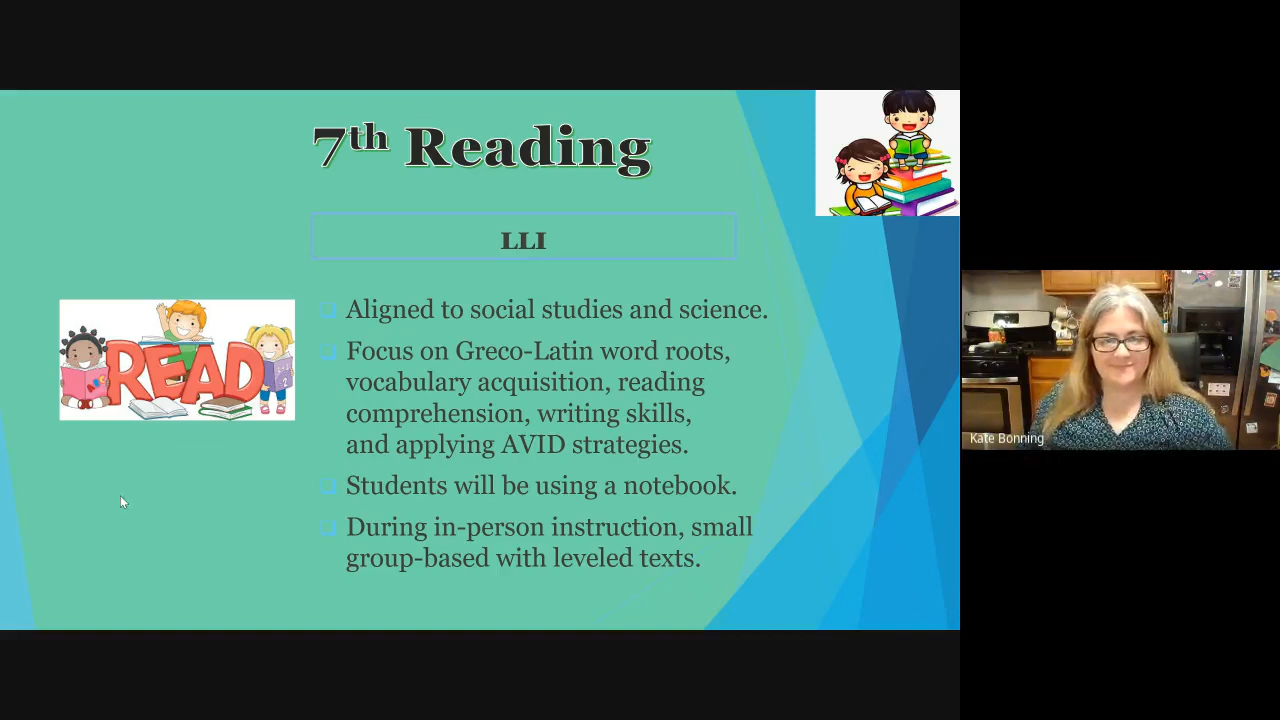 7th Reading
LLI
Aligned to social studies and science.
Focus on Greco-Latin word roots,
vocabulary acquisition, reading
comprehension, writing skills,
and applying AVID strategies.
Students will be using a notebook.
During in-person instruction, small
group-based with leveled texts.
READ
Kate Bonning